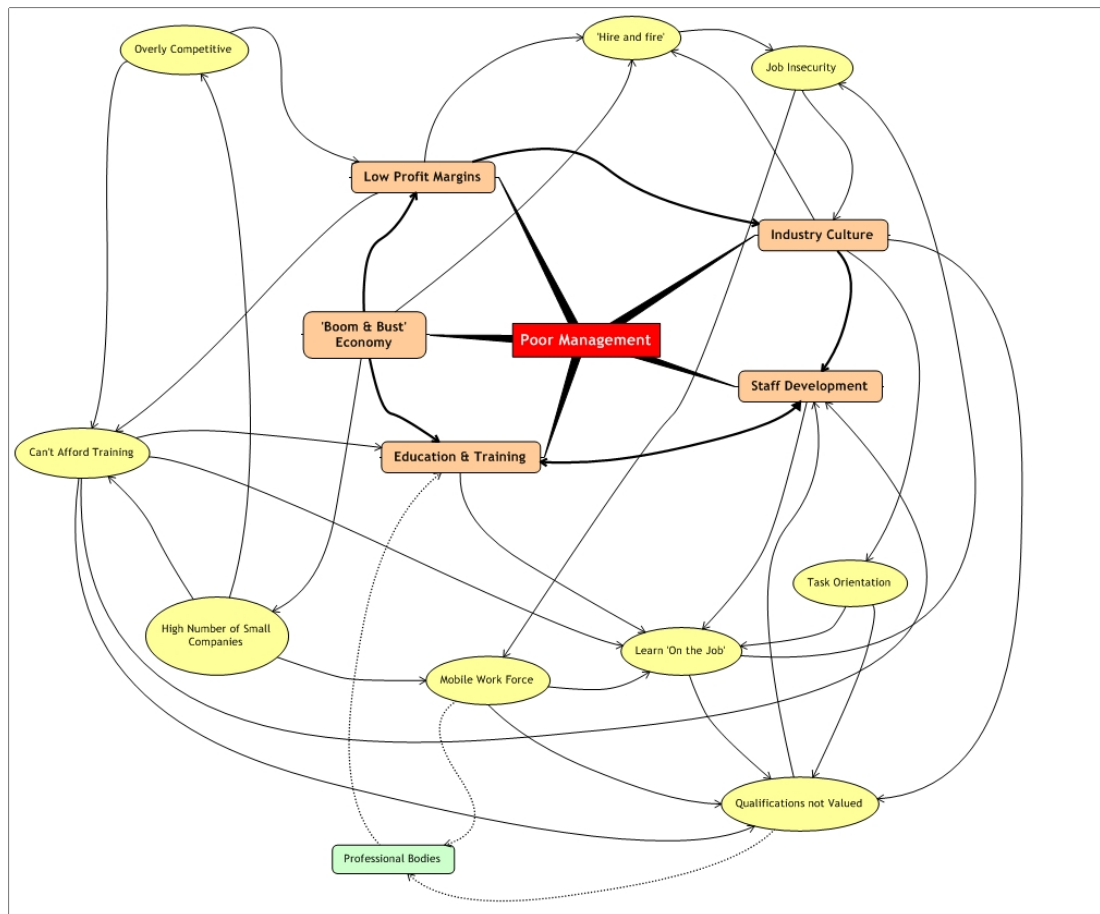 'Hire and fire'
Overly Competitive
Job Insecurity
Low Profit Margins
Industry Culture
'Boom & Bust'
Economy
Poor Management
Staff Development
Can't Afford Training
Education & Training
Task Orientation
High Number of Small
Companies
Learn 'On the Job'
Mobile Work Force
Qualifications not Valued
Professional Bodies